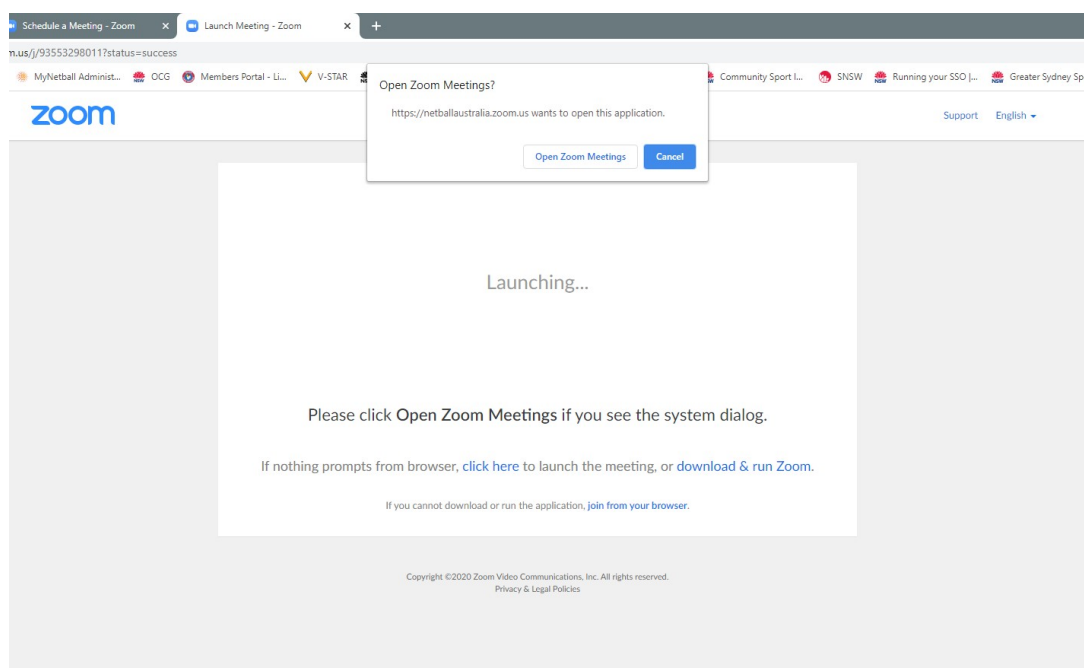 Schedule a Meeting - Zoom x Launch Meeting - Zoom x +
m.us/j/93553298011?status=success
MyNetball Administ... OCG Members Portal - Li... V-STAR Community Sport I... SNSW Running your SSO |... Greater Sydney Sp
Open Zoom Meetings?
https://netballaustralia.zoom.us wants to open this application.
Open Zoom Meetings Cancel
zoom Support English
Launching...
Please click Open Zoom Meetings if you see the system dialog.
If nothing prompts from browser, click here to launch the meeting, or download & run Zoom.
If you cannot download or run the application, join from your browser.
Copyright ©2020 Zoom Video Communications, Inc. All rights reserved.
Privacy & Legal Policies